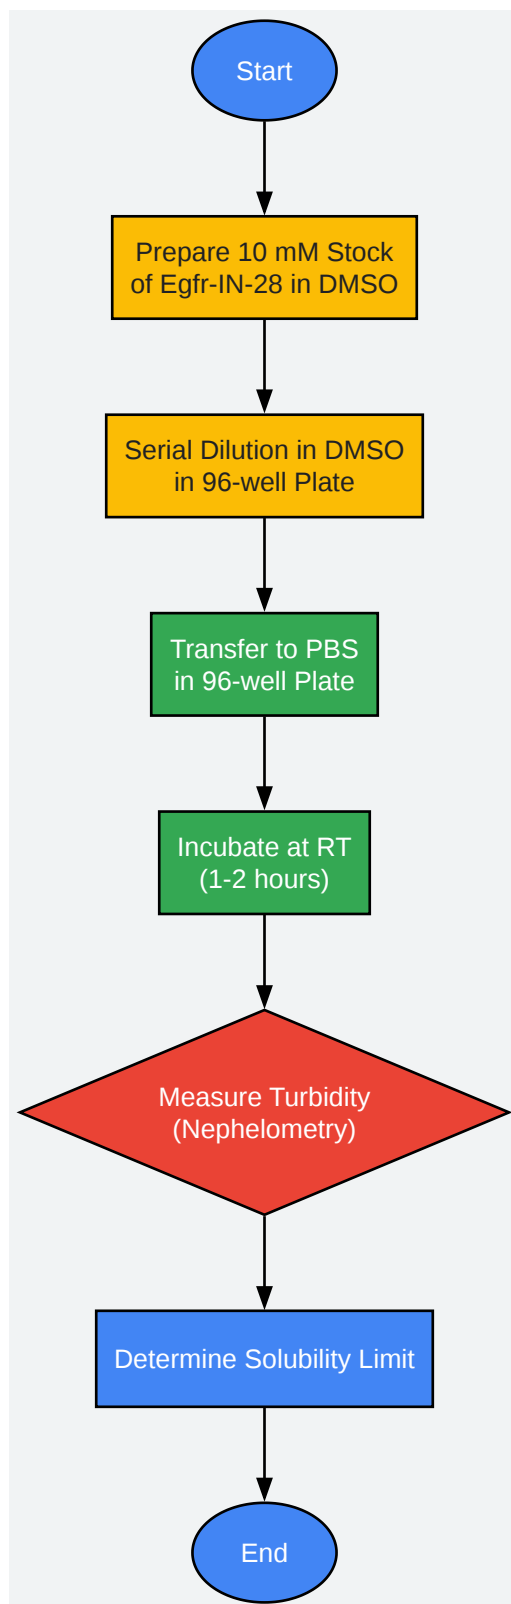 Start
Prepare 10 mM Stock
of Egfr-IN-28 in DMSO
Serial Dilution in DMSO
in 96-well Plate
Transfer to PBS
in 96-well Plate
Incubate at RT
(1-2 hours)
Measure Turbidity
(Nephelometry)
Determine Solubility Limit
End